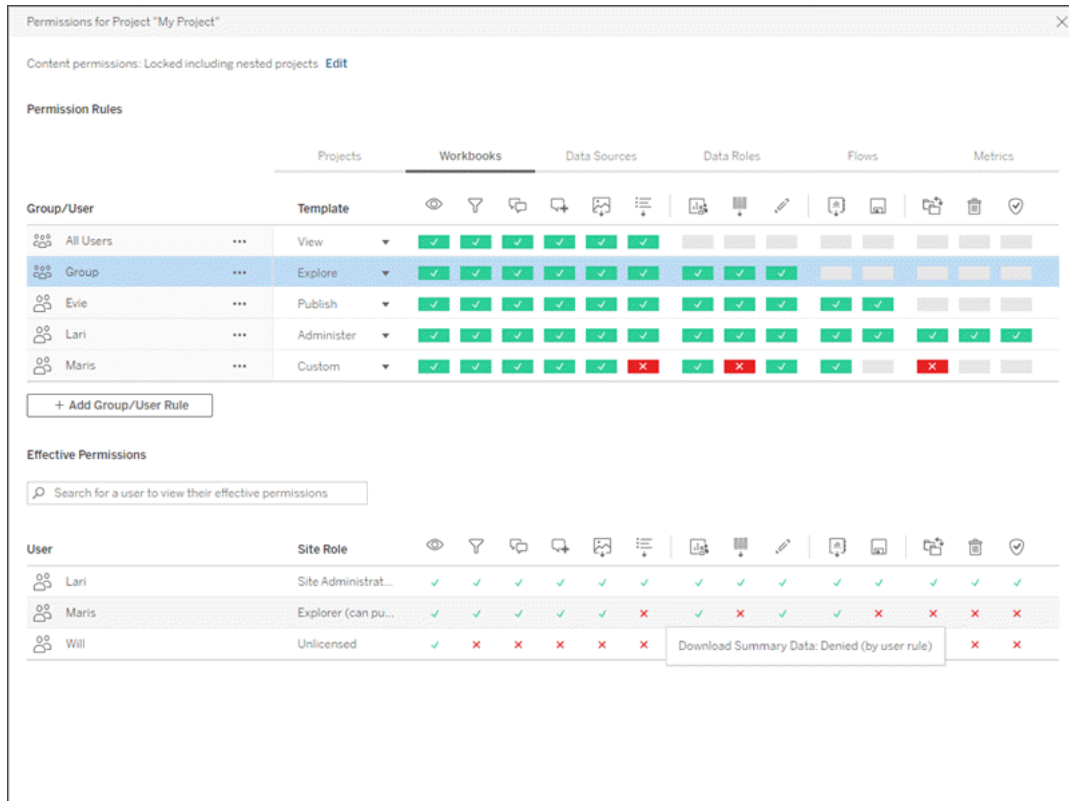 Permissions for Project "My Project"
Content permissions: Locked including nested projects Edit
Permission Rules
Projects Workbooks Data Sources Data Roles Flows Metrics
Group/User Template
All Users View
Group Explore
Evie Publish
Lari Administer
Maris Custom
+ Add Group/User Rule
Effective Permissions
Search for a user to view their effective permissions
User Site Role
Lari Site Administrat...
Maris Explorer (can pu...
Will Unlicensed
Download Summary Data: Denied (by user rule)